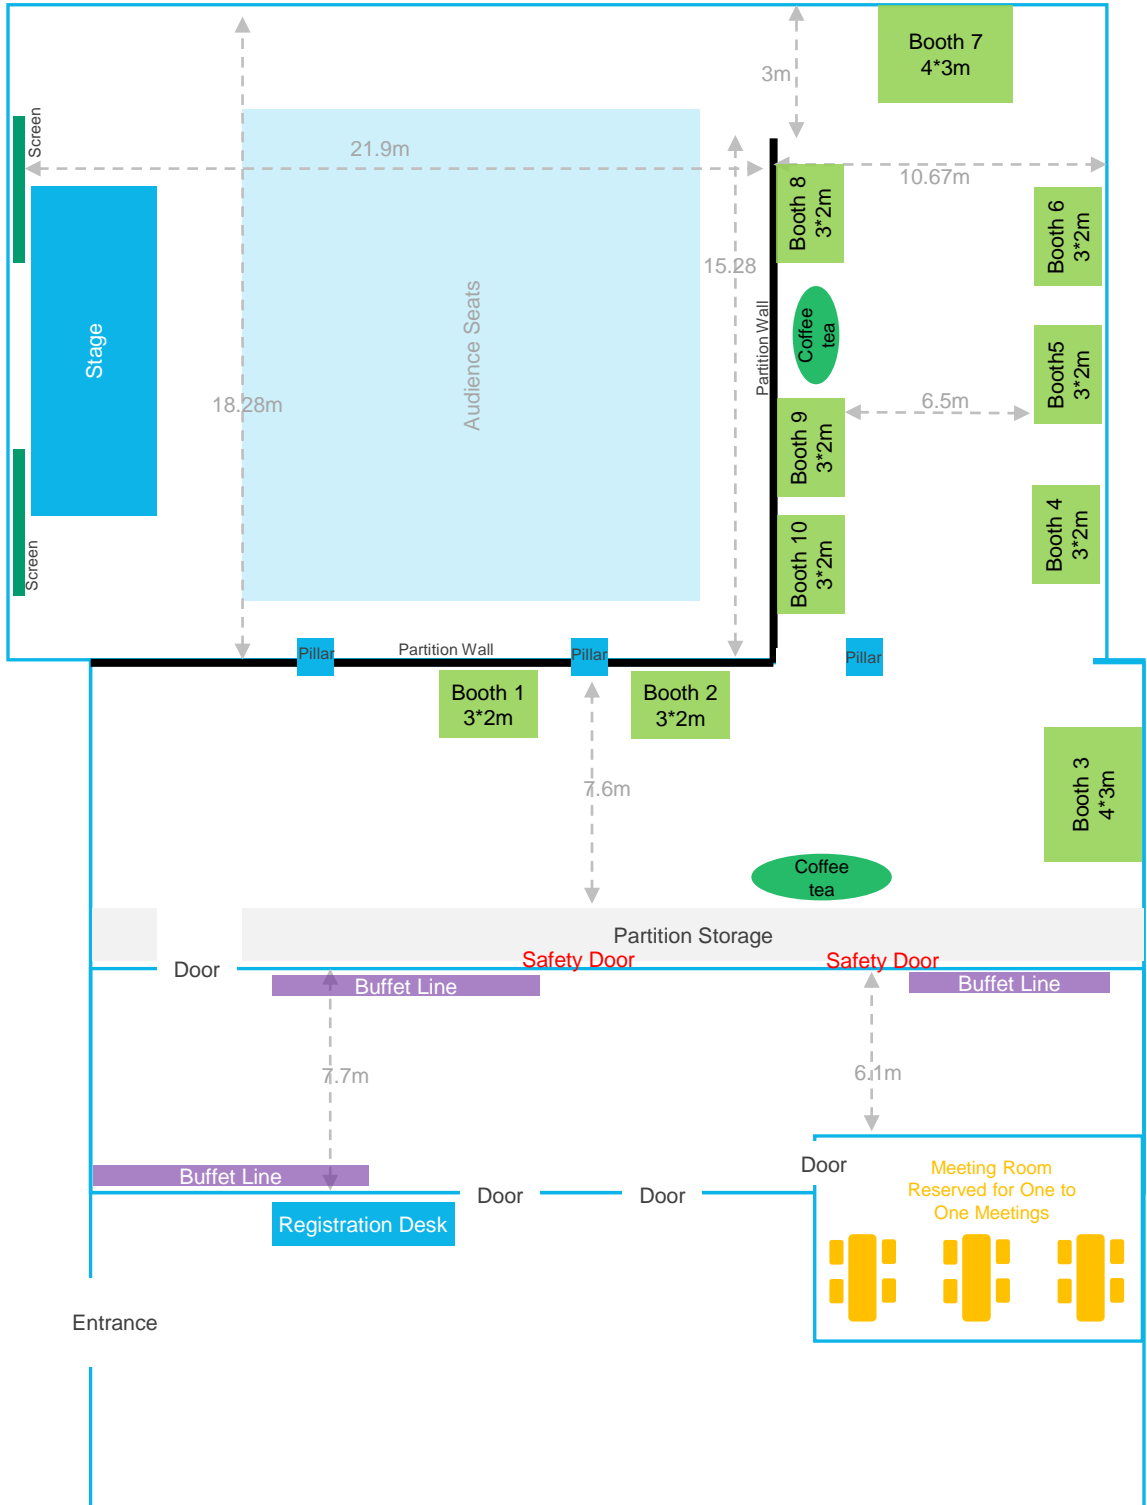 Booth 7
4*3m
3m
Screen
21.9m
10.67m
Booth 8
3*2m
Booth 6
3*2m
15.28
Stage
Audience Seats
Partition Wall
Coffee
tea
Booth5
3*2m
18.28m
6.5m
Booth 9
3*2m
Booth 4
3*2m
Booth 10
3*2m
Screen
Pillar
Partition Wall
Pillar
Pillar
Booth 1
3*2m
Booth 2
3*2m
Booth 3
4*3m
7.6m
Coffee
tea
Partition Storage
Door
Safety Door
Safety Door
Buffet Line
Buffet Line
7.7m
6.1m
Door
Meeting Room
Reserved for One to
One Meetings
Buffet Line
Door
Door
Registration Desk
Entrance